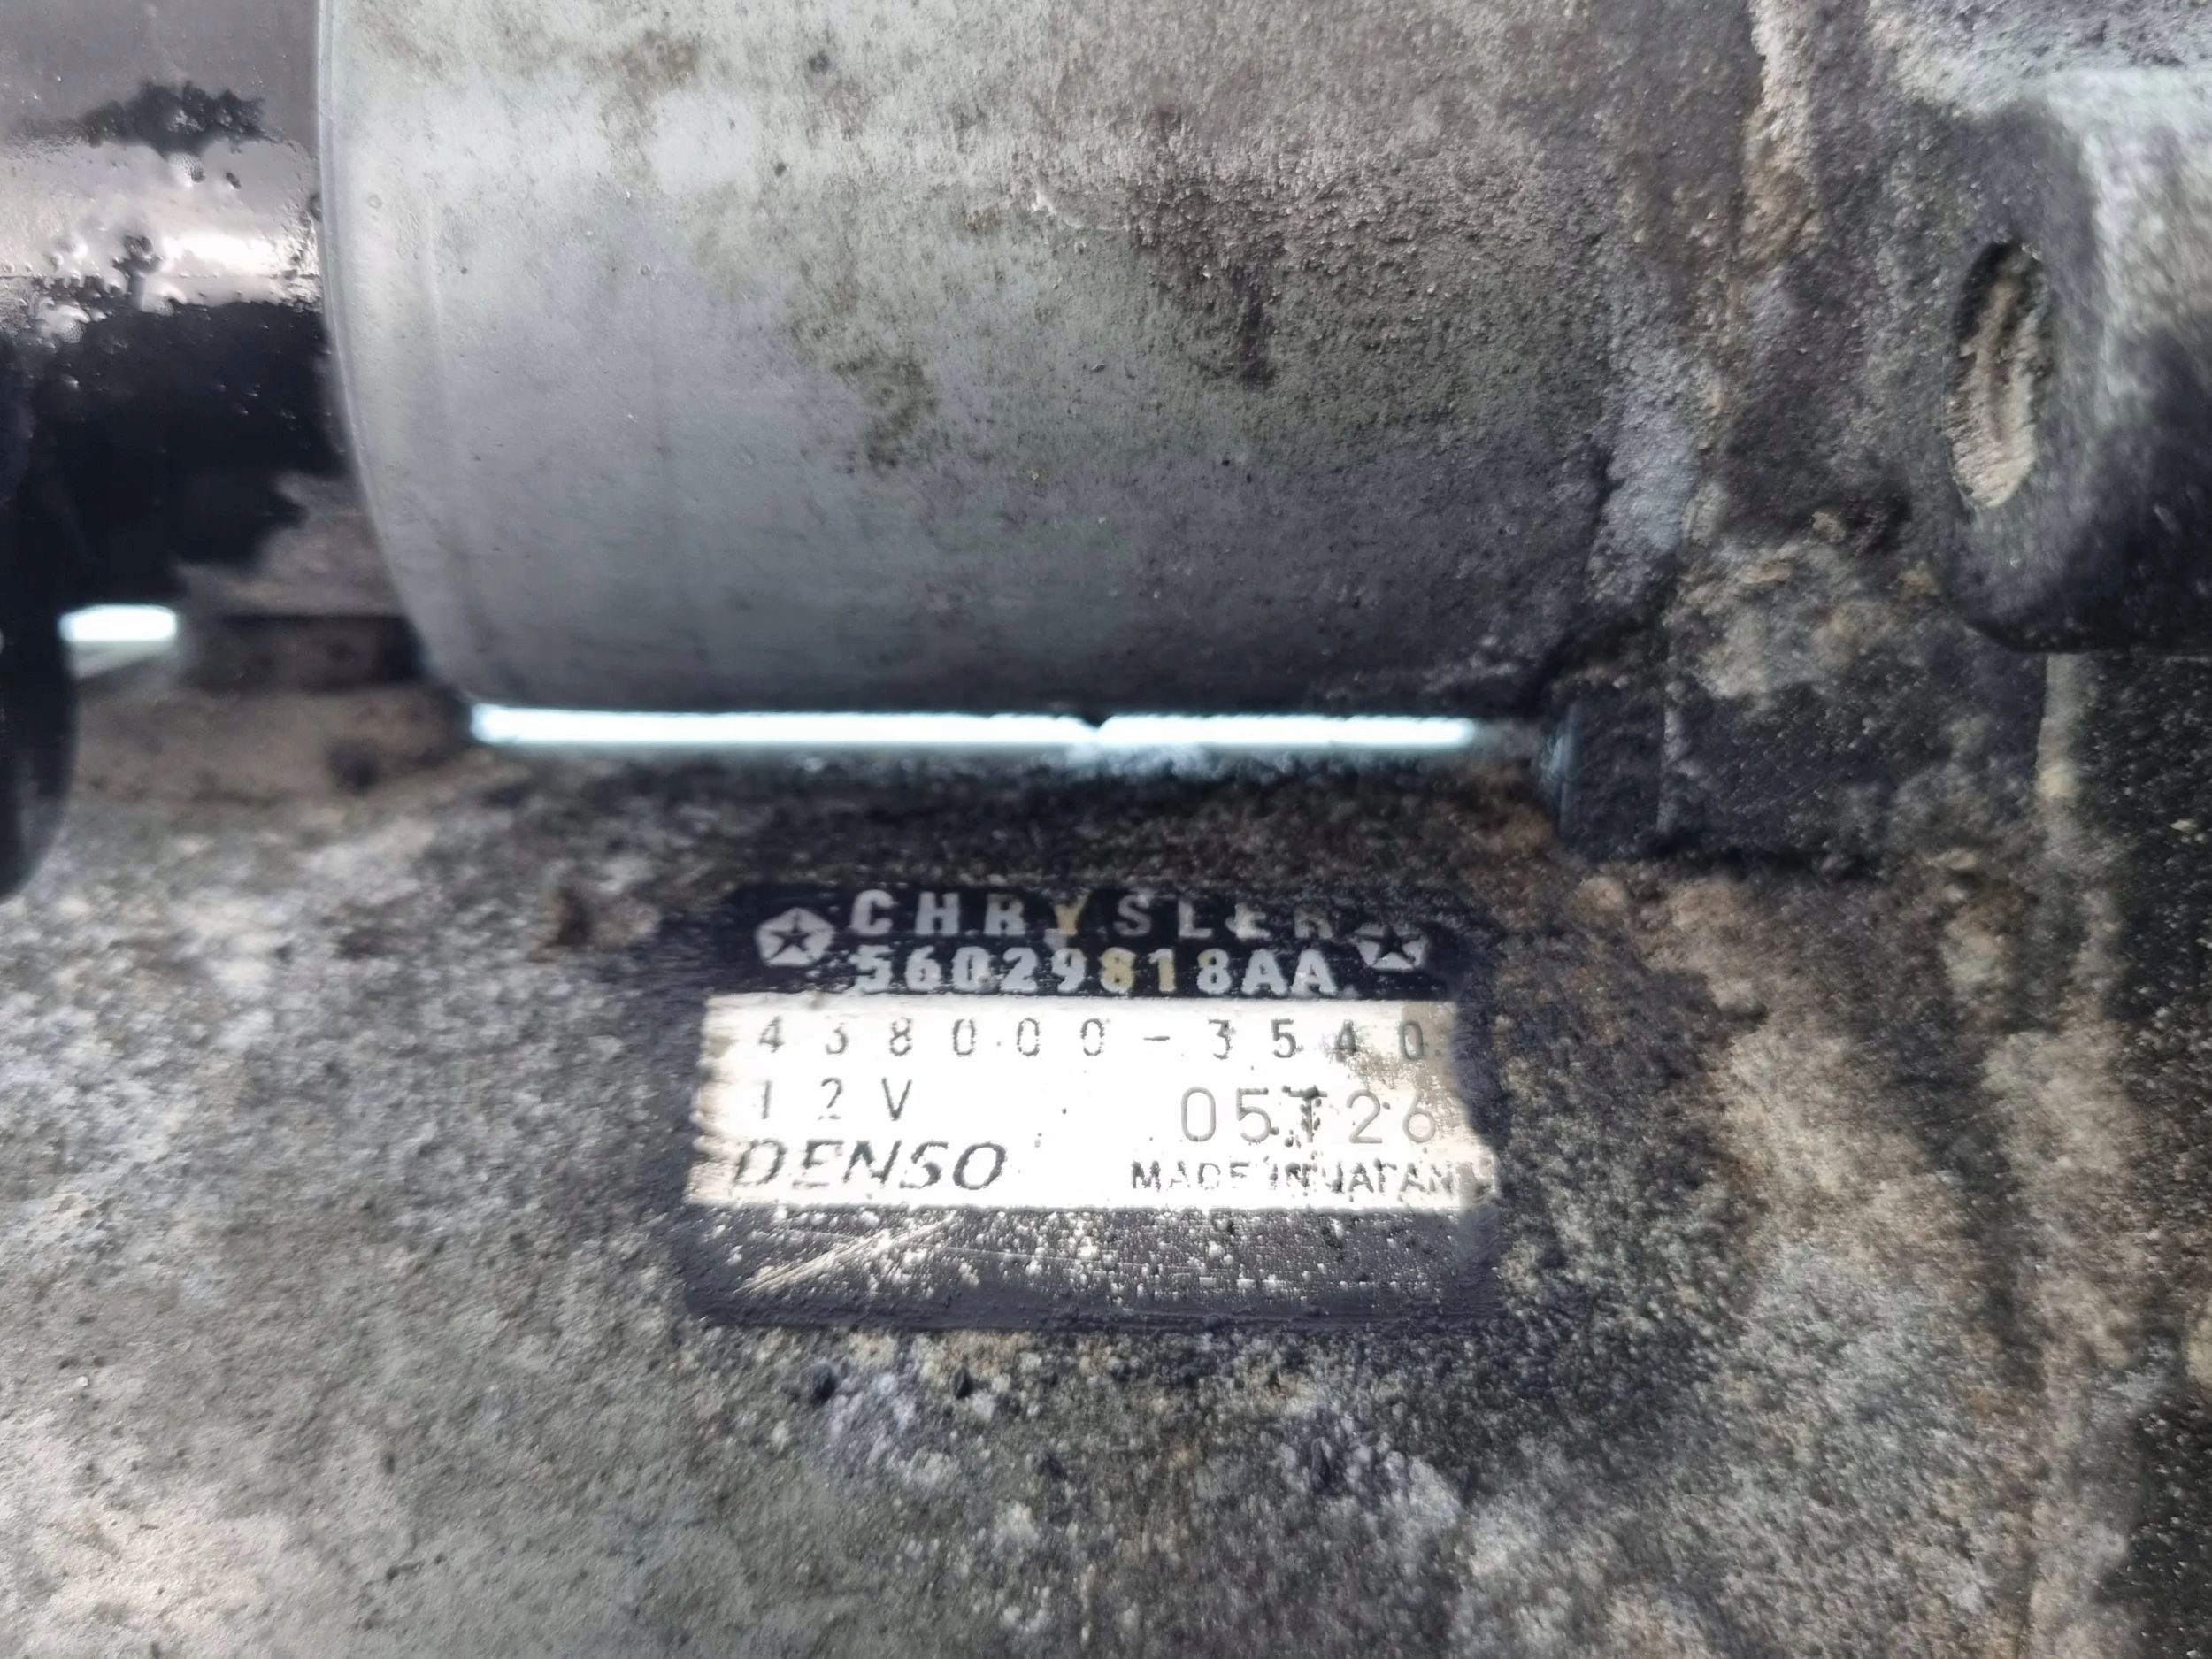 CHRYSLER
56029818AA
438000-3540
12V 05T26
DENSO MADE IN JAPAN